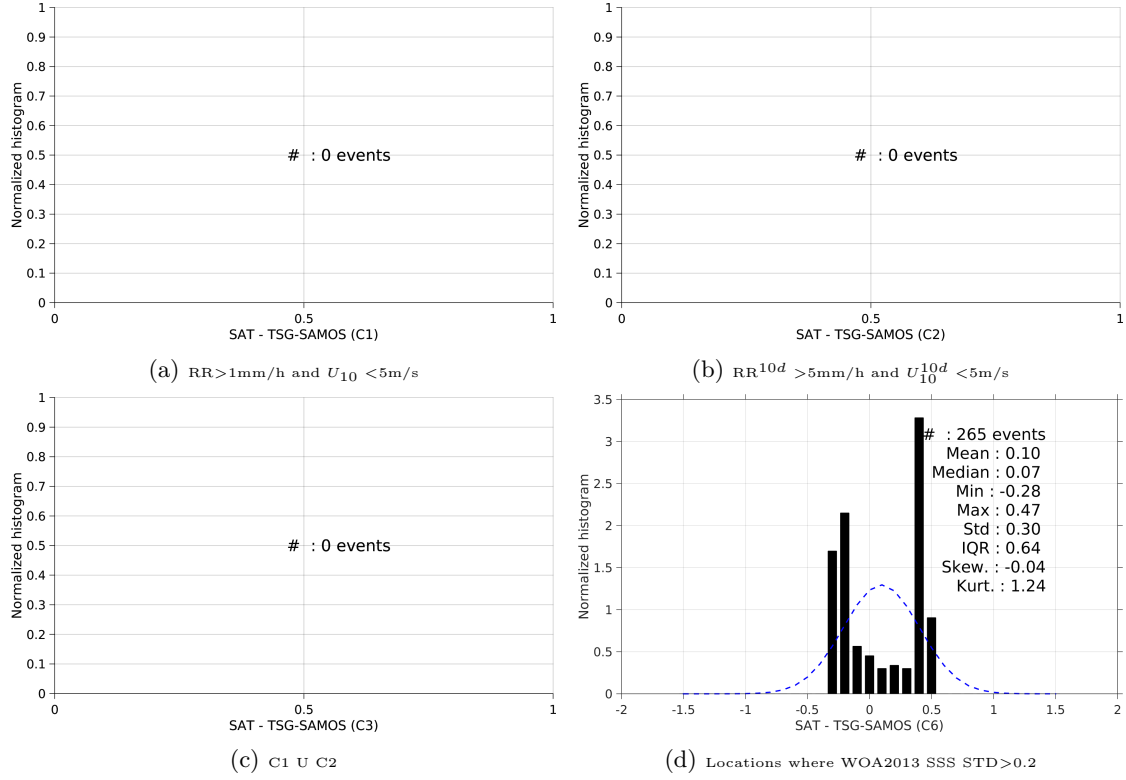 1
0.9
0.8
0.7
0.6
0.5
0.4
0.3
0.2
0.1
0
Normalized histogram
# : 0 events
0 0.5 1
SAT - TSG-SAMOS (C1)
(a) RR>1mm/h and U10 <5m/s
1
0.9
0.8
0.7
0.6
0.5
0.4
0.3
0.2
0.1
0
Normalized histogram
# : 0 events
0 0.5 1
SAT - TSG-SAMOS (C2)
(b) RR^10d >5mm/h and U_10^10d <5m/s
1
0.9
0.8
0.7
0.6
0.5
0.4
0.3
0.2
0.1
0
Normalized histogram
# : 0 events
0 0.5 1
SAT - TSG-SAMOS (C3)
(c) C1 U C2
3.5
3
2.5
2
1.5
1
0.5
0
Normalized histogram
# : 265 events
Mean : 0.10
Median : 0.07
Min : -0.28
Max : 0.47
Std : 0.30
IQR : 0.64
Skew. : -0.04
Kurt. : 1.24
-2 -1.5 -1 -0.5 0 0.5 1 1.5 2
SAT - TSG-SAMOS (C6)
(d) Locations where WOA2013 SSS STD>0.2